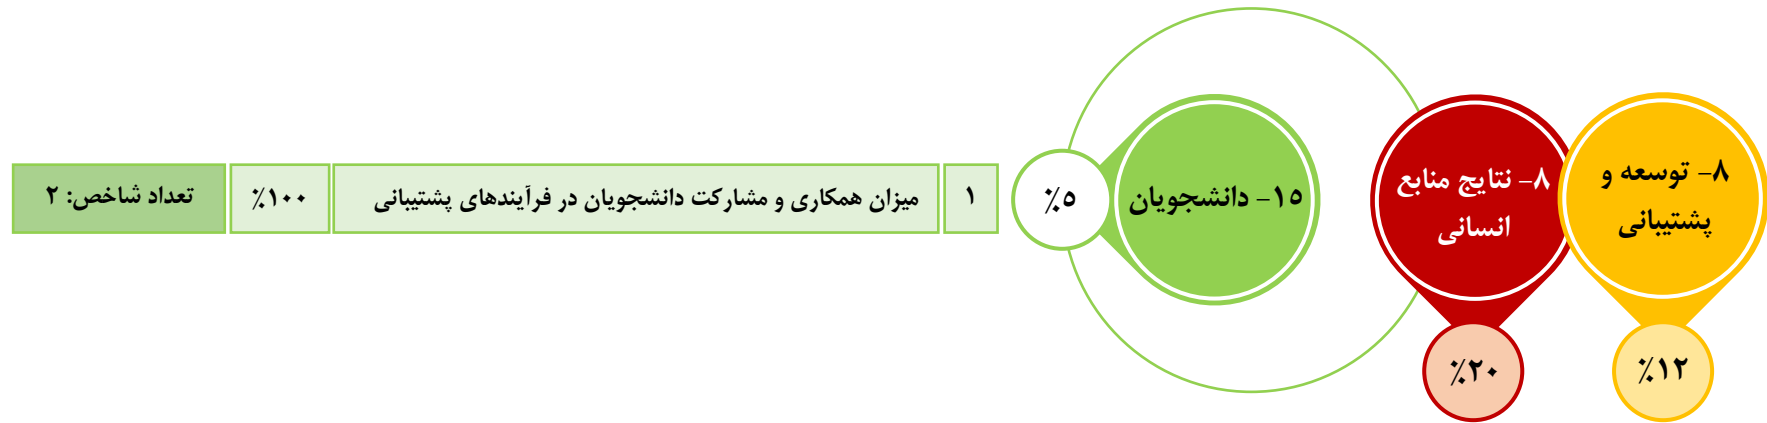 ۸- توسعه و
پشتیبانی
٪۱۲
۸- نتایج منابع
انسانی
٪۲۰
۱۵- دانشجویان
٪۵
۱
میزان همکاری و مشارکت دانشجویان در فرآیندهای پشتیبانی
٪۱۰۰
تعداد شاخص: ۲